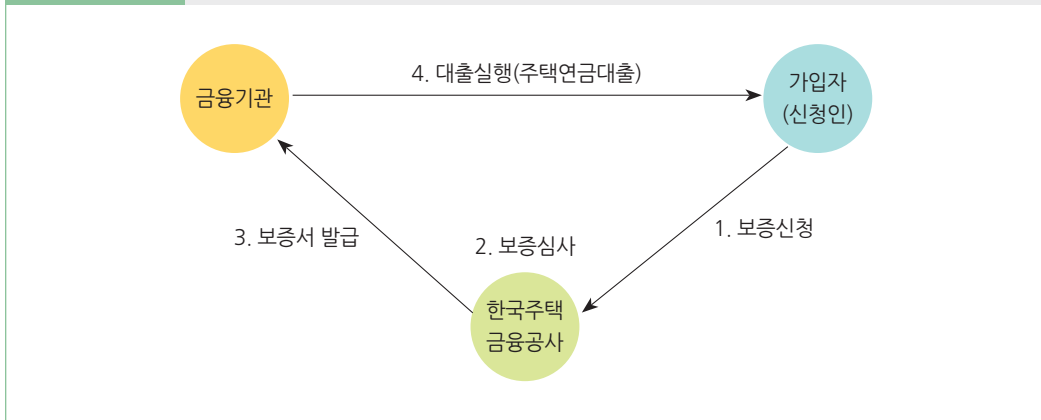 4. 대출실행(주택연금대출)
금융기관
가입자
(신청인)
3. 보증서 발급
2. 보증심사
1. 보증신청
한국주택
금융공사